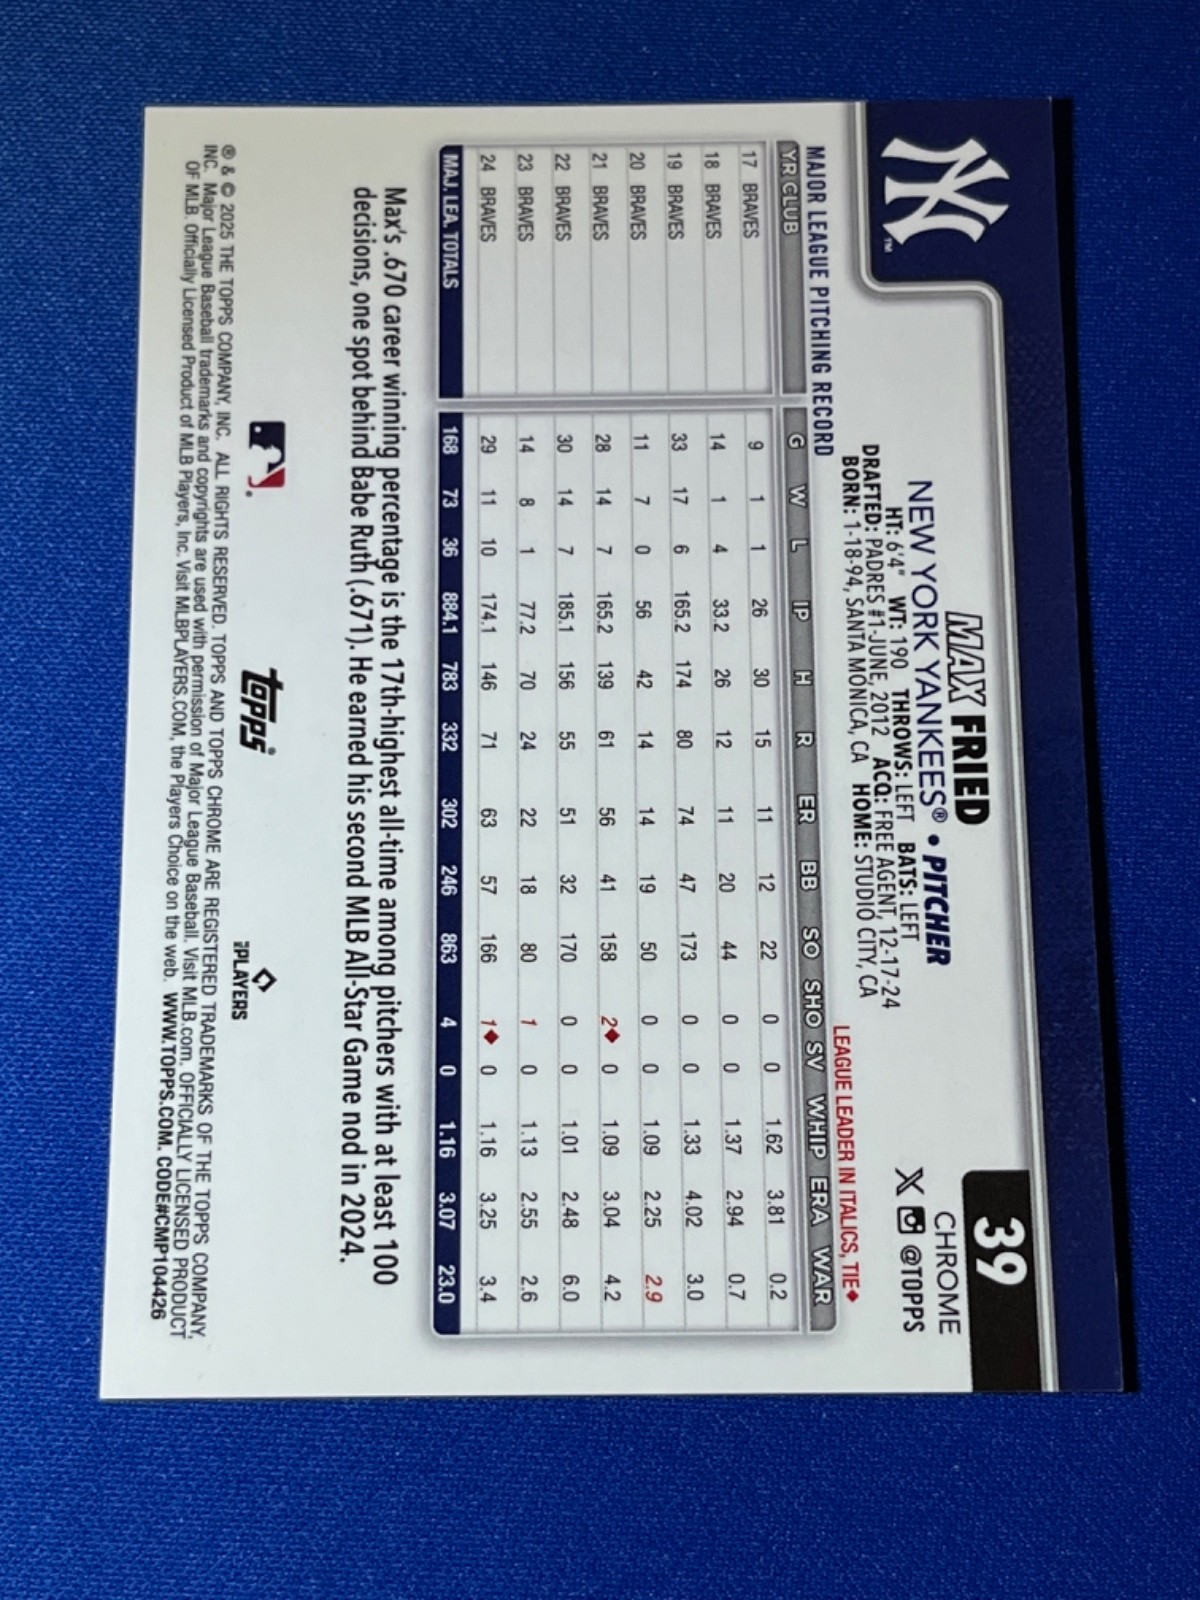 NY™
39
CHROME
X @TOPPS
MAX FRIED
NEW YORK YANKEES® • PITCHER
HT: 6'4" WT: 190 THROWS: LEFT BATS: LEFT
DRAFTED: PADRES #1-JUNE, 2012 ACQ: FREE AGENT, 12-17-24
BORN: 1-18-94, SANTA MONICA, CA HOME: STUDIO CITY, CA
MAJOR LEAGUE PITCHING RECORD LEAGUE LEADER IN ITALICS, TIE♦
YR CLUB G W L IP H R ER BB SO SHO SV WHIP ERA WAR
17 BRAVES 9 1 1 26 30 15 11 12 22 0 0 1.62 3.81 0.2
18 BRAVES 14 1 4 33.2 26 12 11 20 44 0 0 1.37 2.94 0.7
19 BRAVES 33 17 6 165.2 174 80 74 47 173 0 0 1.33 4.02 3.0
20 BRAVES 11 7 0 56 42 14 14 19 50 0 0 1.09 2.25 2.9
21 BRAVES 28 14 7 165.2 139 61 56 41 158 2♦ 0 1.09 3.04 4.2
22 BRAVES 30 14 7 185.1 156 55 51 32 170 0 0 1.01 2.48 6.0
23 BRAVES 14 8 1 77.2 70 24 22 18 80 1 0 1.13 2.55 2.6
24 BRAVES 29 11 10 174.1 146 71 63 57 166 1♦ 0 1.16 3.25 3.4
MAJ. LEA. TOTALS 168 73 36 884.1 783 332 302 246 863 4 0 1.16 3.07 23.0
Max's .670 career winning percentage is the 17th-highest all-time among pitchers with at least 100
decisions, one spot behind Babe Ruth (.671). He earned his second MLB All-Star Game nod in 2024.
topps®
PLAYERS
® & © 2025 THE TOPPS COMPANY, INC. ALL RIGHTS RESERVED. TOPPS AND TOPPS CHROME ARE REGISTERED TRADEMARKS OF THE TOPPS COMPANY,
INC. Major League Baseball trademarks and copyrights are used with permission of Major League Baseball. Visit MLB.com. OFFICIALLY LICENSED PRODUCT
OF MLB. Officially Licensed Product of MLB Players, Inc. Visit MLBPLAYERS.COM, the Players Choice on the web. WWW.TOPPS.COM. CODE#CMP104426